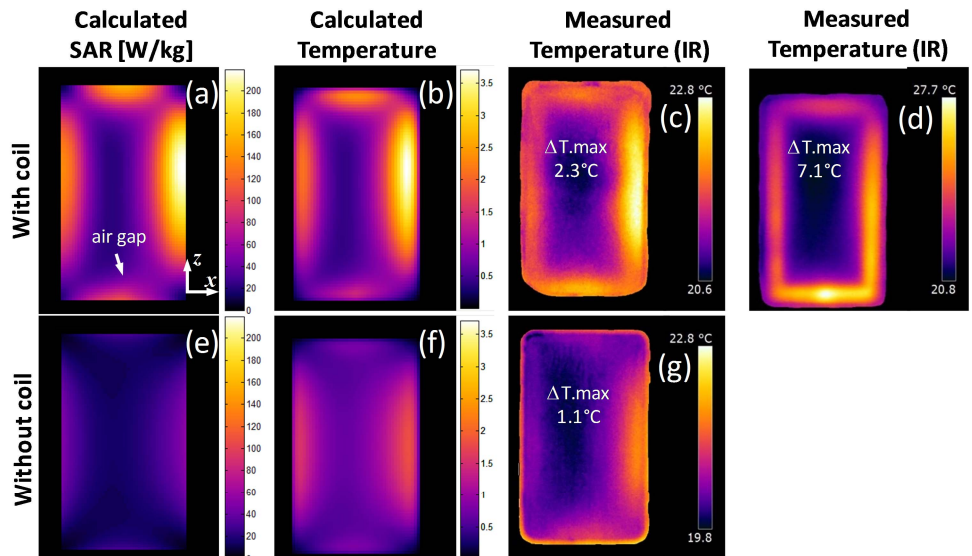 Calculated
SAR [W/kg]
Calculated
Temperature
Measured
Temperature (IR)
Measured
Temperature (IR)
With coil
(a)
air gap
z
x
200
180
160
140
120
100
80
60
40
20
0
(b)
3.5
3
2.5
2
1.5
1
0.5
(c)
ΔT.max
2.3°C
22.8 °C
20.6
(d)
ΔT.max
7.1°C
27.7 °C
20.8
Without coil
(e)
200
180
160
140
120
100
80
60
40
20
0
(f)
3.5
3
2.5
2
1.5
1
0.5
(g)
ΔT.max
1.1°C
22.8 °C
19.8